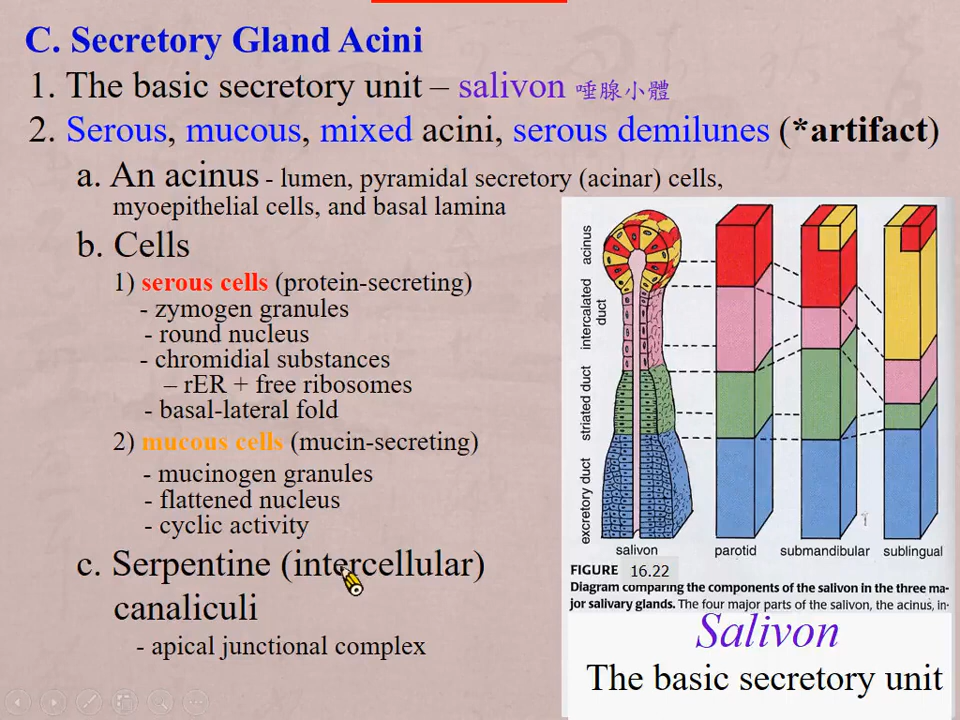 C. Secretory Gland Acini
1. The basic secretory unit – salivon 唾腺小體
2. Serous, mucous, mixed acini, serous demilunes (*artifact)
a. An acinus - lumen, pyramidal secretory (acinar) cells,
myoepithelial cells, and basal lamina
b. Cells
1) serous cells (protein-secreting)
- zymogen granules
- round nucleus
- chromidial substances
– rER + free ribosomes
- basal-lateral fold
2) mucous cells (mucin-secreting)
- mucinogen granules
- flattened nucleus
- cyclic activity
c. Serpentine (intercellular)
canaliculi
- apical junctional complex
acinus
intercalated
duct
striated duct
excretory duct
salivon
parotid
submandibular
sublingual
FIGURE 16.22
Diagram comparing the components of the salivon in the three ma-
jor salivary glands. The four major parts of the salivon, the acinus, in-
Salivon
The basic secretory unit